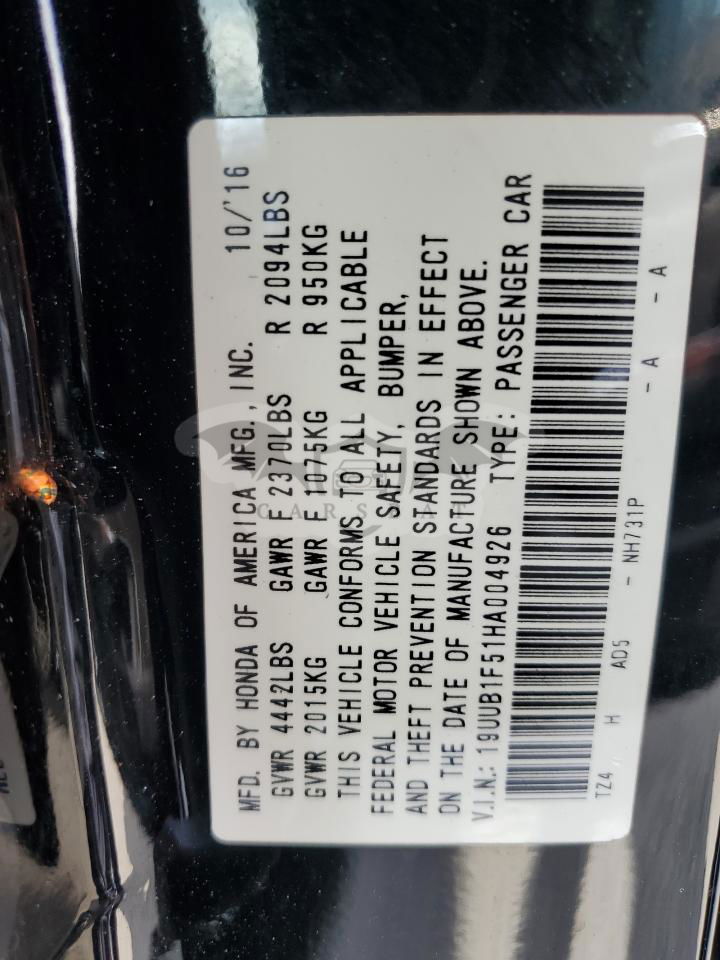 MFD. BY HONDA OF AMERICA MFG., INC. 10/'16
GVWR 4442LBS GAWR F 2370LBS R 2094LBS
GVWR 2015KG GAWR F 1075KG R 950KG
THIS VEHICLE CONFORMS TO ALL APPLICABLE
FEDERAL MOTOR VEHICLE SAFETY, BUMPER,
AND THEFT PREVENTION STANDARDS IN EFFECT
ON THE DATE OF MANUFACTURE SHOWN ABOVE.
V.I.N.: 19UUB1F51HA004926 TYPE: PASSENGER CAR
TZ4 H AD5 - NH731P - A - A
CARSTAT